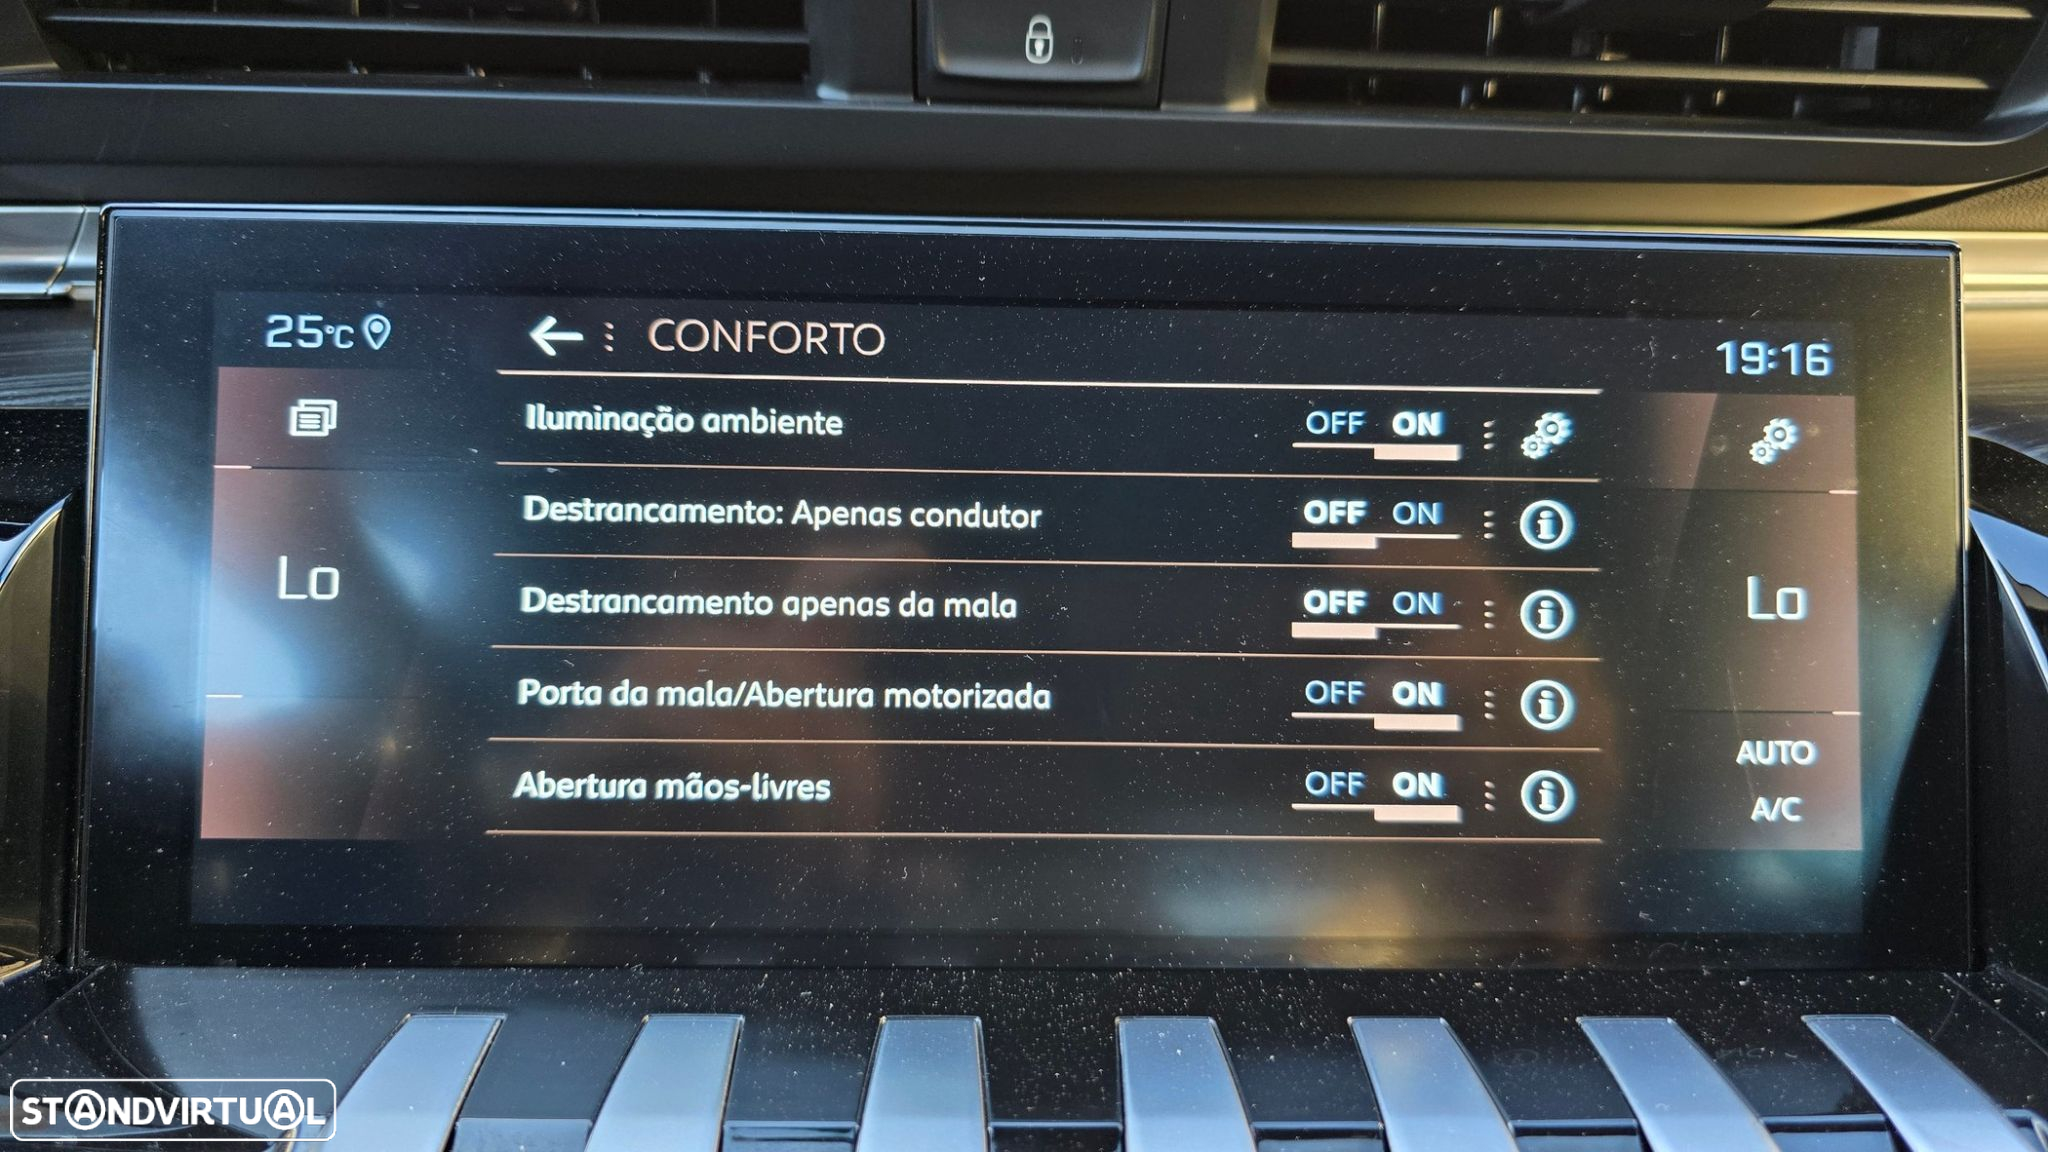 25°C
CONFORTO
19:16
Iluminação ambiente OFF ON
Destrancamento: Apenas condutor OFF ON
Lo
Destrancamento apenas da mala OFF ON
Lo
Porta da mala/Abertura motorizada OFF ON
AUTO
Abertura mãos-livres OFF ON
A/C
STANDVIRTUAL